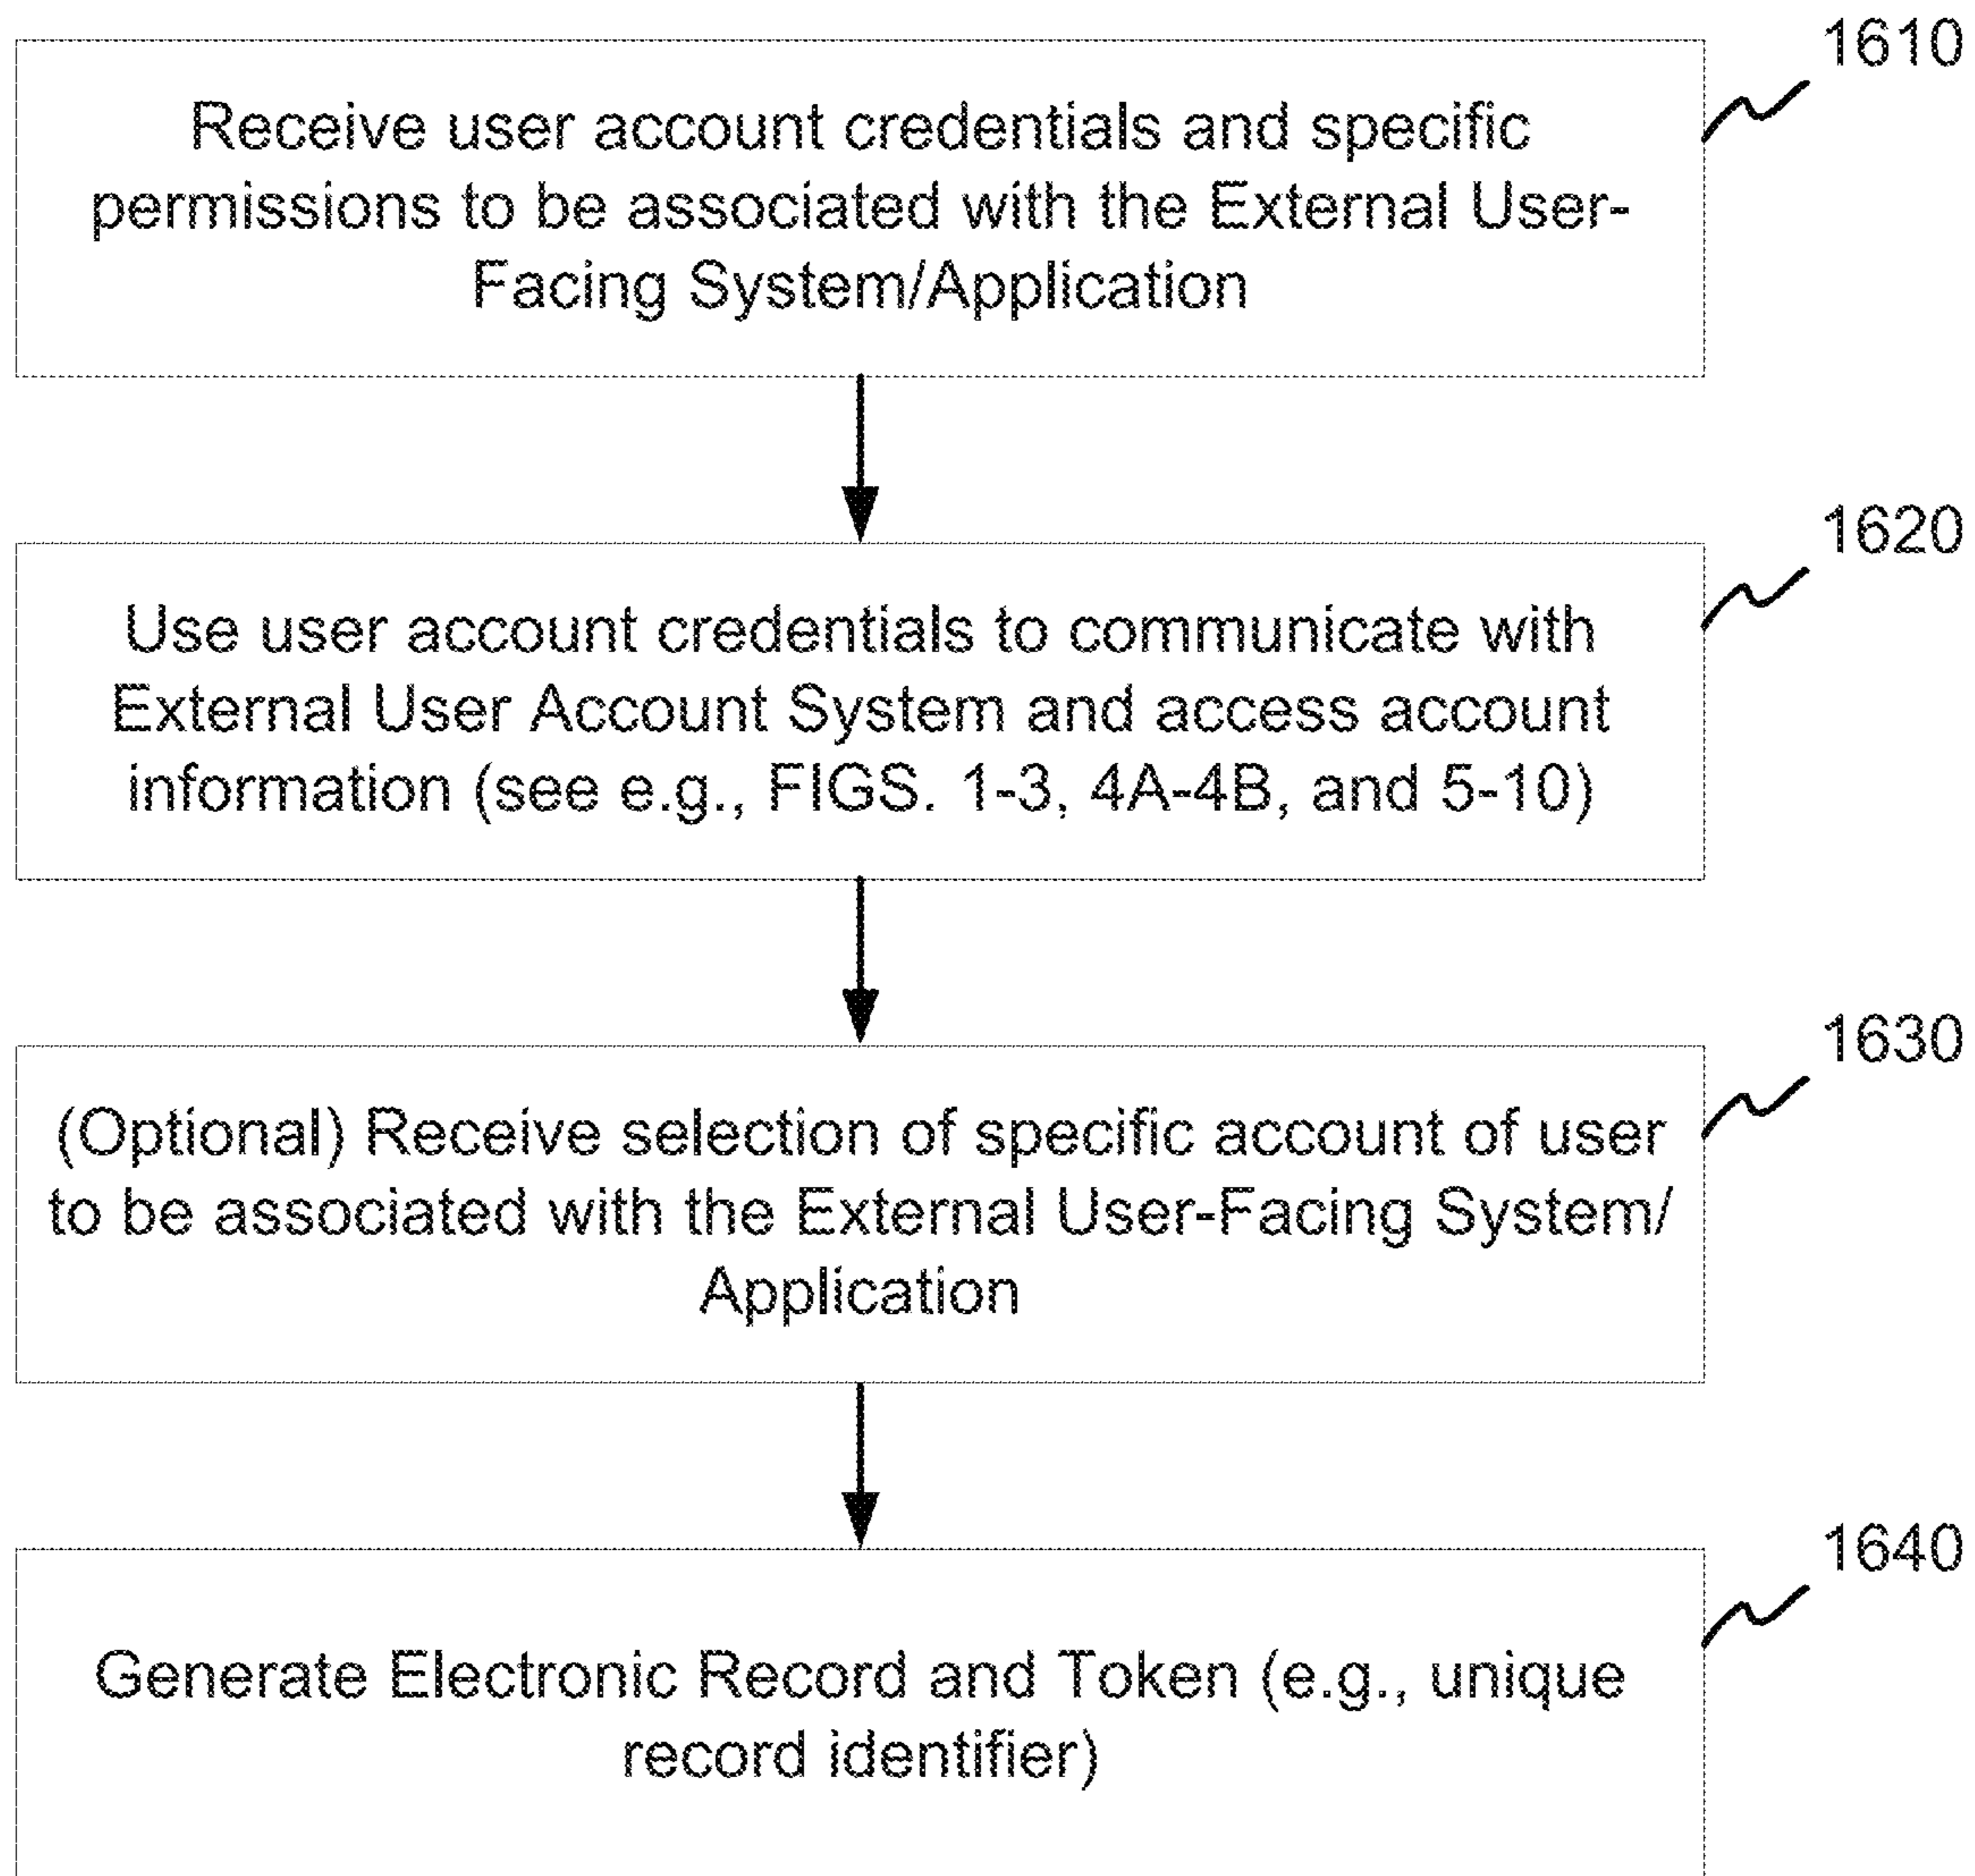 1610
Receive user account credentials and specific
permissions to be associated with the External User-
Facing System/Application
1620
Use user account credentials to communicate with
External User Account System and access account
information (see e.g., FIGS. 1-3, 4A-4B, and 5-10)
1630
(Optional) Receive selection of specific account of user
to be associated with the External User-Facing System/
Application
1640
Generate Electronic Record and Token (e.g., unique
record identifier)